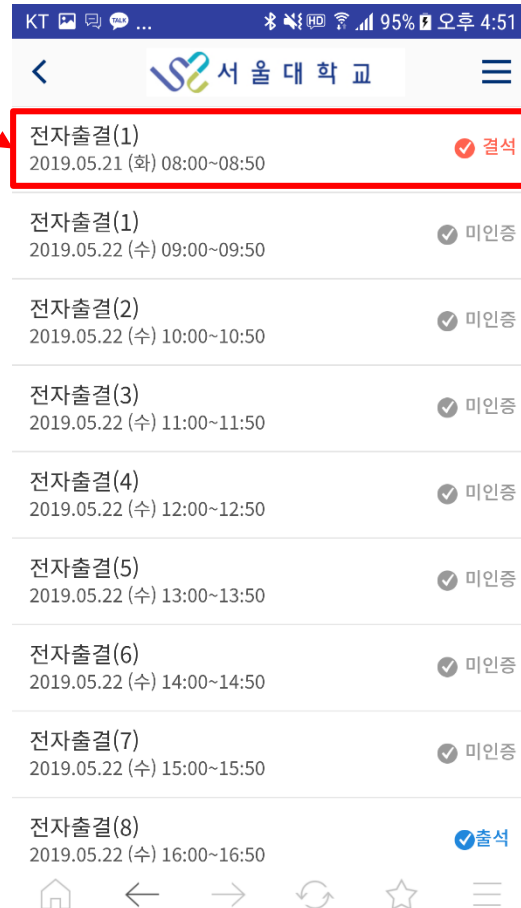 KT ... HD 95% 오후 4:51
서울대학교
전자출결(1)
2019.05.21 (화) 08:00~08:50
결석
전자출결(1)
2019.05.22 (수) 09:00~09:50
미인증
전자출결(2)
2019.05.22 (수) 10:00~10:50
미인증
전자출결(3)
2019.05.22 (수) 11:00~11:50
미인증
전자출결(4)
2019.05.22 (수) 12:00~12:50
미인증
전자출결(5)
2019.05.22 (수) 13:00~13:50
미인증
전자출결(6)
2019.05.22 (수) 14:00~14:50
미인증
전자출결(7)
2019.05.22 (수) 15:00~15:50
미인증
전자출결(8)
2019.05.22 (수) 16:00~16:50
출석